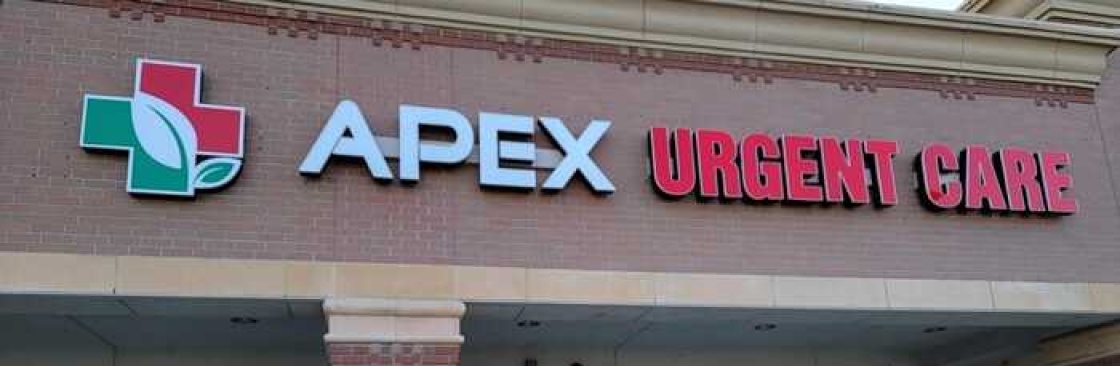 APEX URGENT CARE